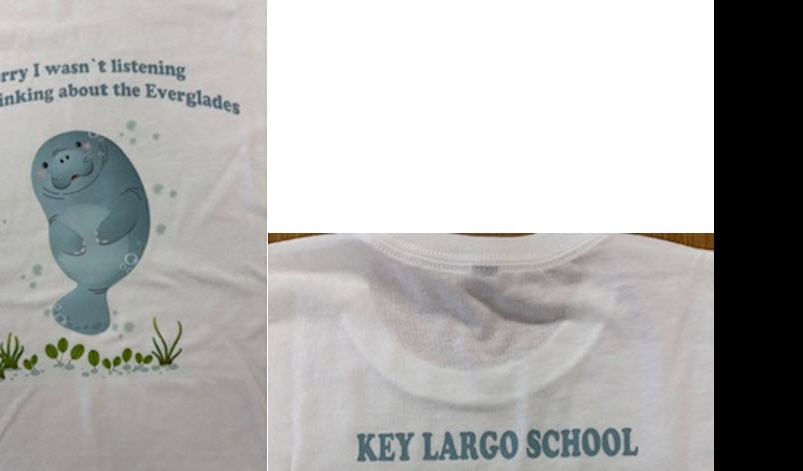 rry I wasn`t listening
inking about the Everglades
KEY LARGO SCHOOL